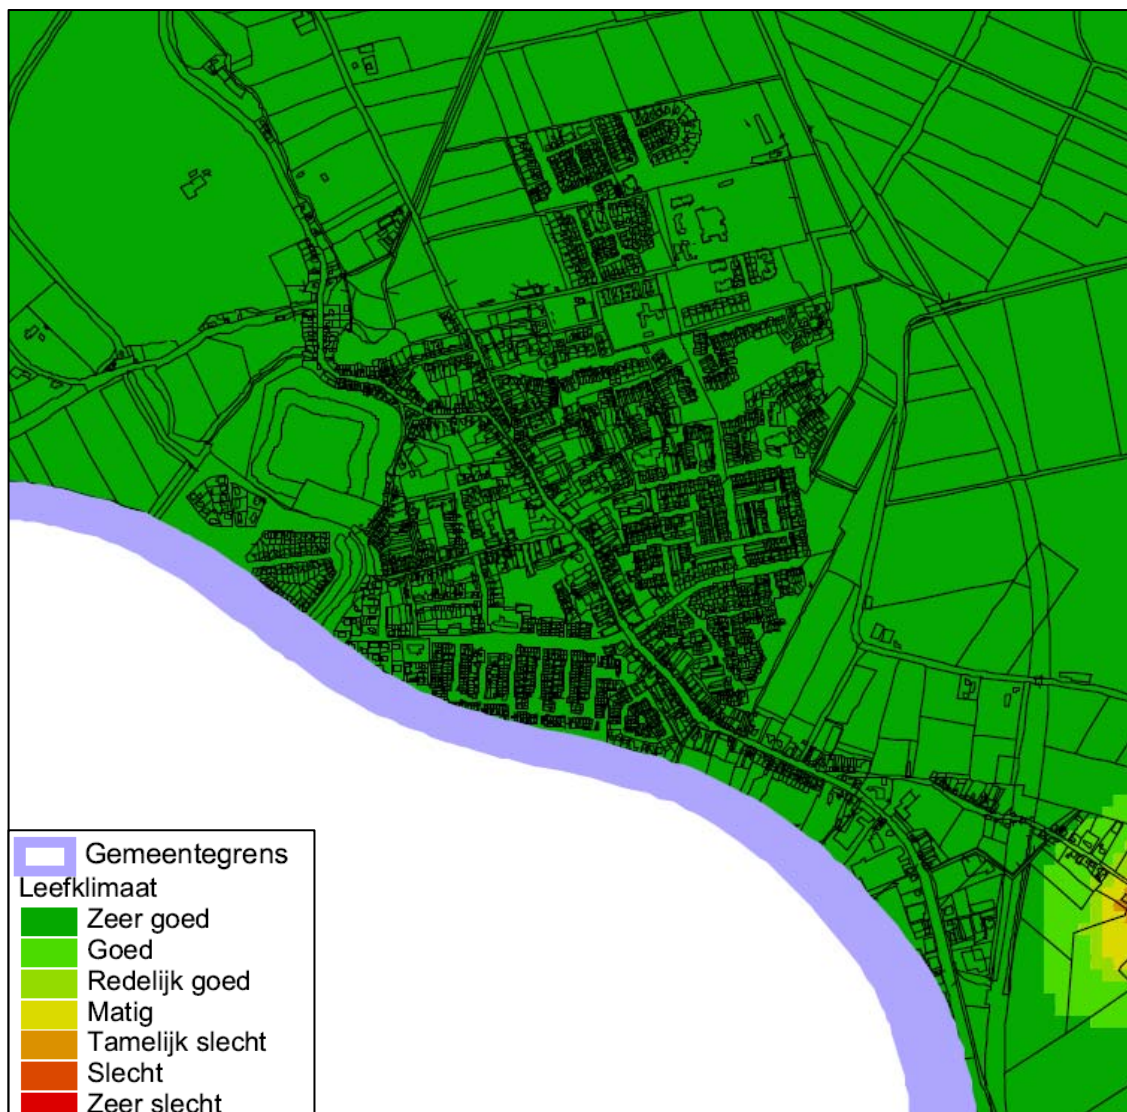 Gemeentegrens
Leefklimaat
Zeer goed
Goed
Redelijk goed
Matig
Tamelijk slecht
Slecht
Zeer slecht